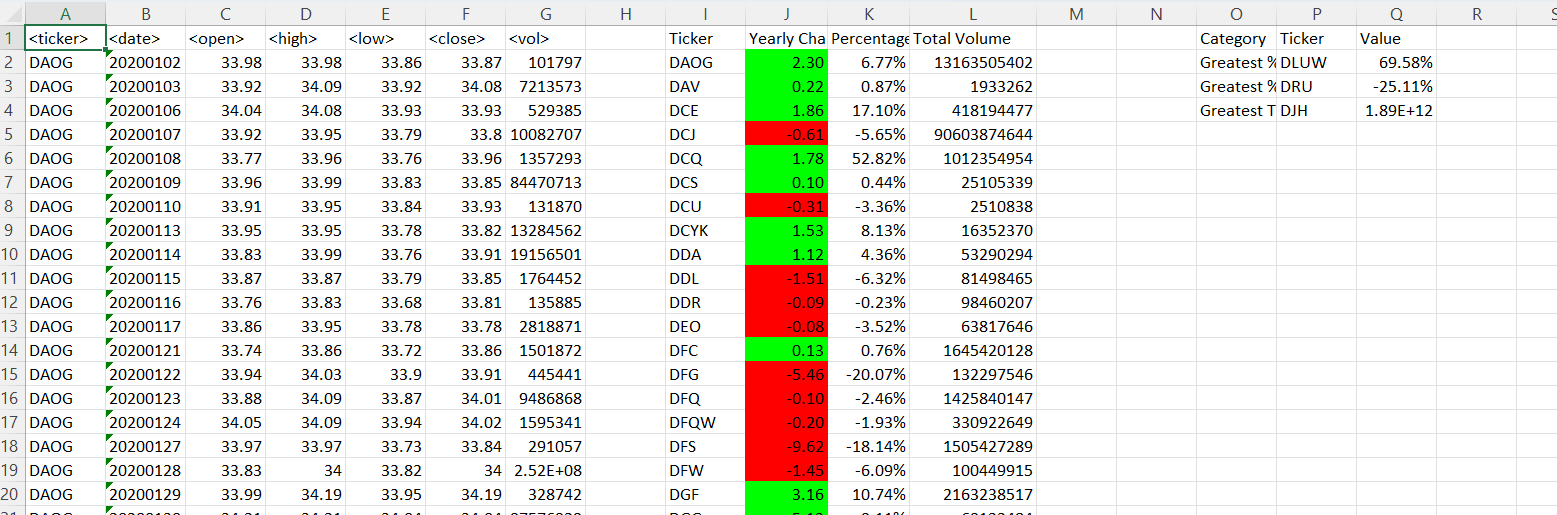 A B C D E F G H I J K L M N O P Q R S
1 <ticker> <date> <open> <high> <low> <close> <vol> Ticker Yearly Cha Percentage Total Volume Category Ticker Value
2 DAOG 20200102 33.98 33.98 33.86 33.87 101797 DAOG 2.30 6.77% 13163505402 Greatest % DLUW 69.58%
3 DAOG 20200103 33.92 34.09 33.92 34.08 7213573 DAV 0.22 0.87% 1933262 Greatest % DRU -25.11%
4 DAOG 20200106 34.04 34.08 33.93 33.93 529385 DCE 1.86 17.10% 418194477 Greatest T DJH 1.89E+12
5 DAOG 20200107 33.92 33.95 33.79 33.8 10082707 DCJ -0.61 -5.65% 90603874644
6 DAOG 20200108 33.77 33.96 33.76 33.96 1357293 DCQ 1.78 52.82% 1012354954
7 DAOG 20200109 33.96 33.99 33.83 33.85 84470713 DCS 0.10 0.44% 25105339
8 DAOG 20200110 33.91 33.95 33.84 33.93 131870 DCU -0.31 -3.36% 2510838
9 DAOG 20200113 33.95 33.95 33.78 33.82 13284562 DCYK 1.53 8.13% 16352370
10 DAOG 20200114 33.83 33.99 33.76 33.91 19156501 DDA 1.12 4.36% 53290294
11 DAOG 20200115 33.87 33.87 33.79 33.85 1764452 DDL -1.51 -6.32% 81498465
12 DAOG 20200116 33.76 33.83 33.68 33.81 135885 DDR -0.09 -0.23% 98460207
13 DAOG 20200117 33.86 33.95 33.78 33.78 2818871 DEO -0.08 -3.52% 63817646
14 DAOG 20200121 33.74 33.86 33.72 33.86 1501872 DFC 0.13 0.76% 1645420128
15 DAOG 20200122 33.94 34.03 33.9 33.91 445441 DFG -5.46 -20.07% 132297546
16 DAOG 20200123 33.88 34.09 33.87 34.01 9486868 DFQ -0.10 -2.46% 1425840147
17 DAOG 20200124 34.05 34.09 33.94 34.02 1595341 DFQW -0.20 -1.93% 330922649
18 DAOG 20200127 33.97 33.97 33.73 33.84 291057 DFS -9.62 -18.14% 1505427289
19 DAOG 20200128 33.83 34 33.82 34 2.52E+08 DFW -1.45 -6.09% 100449915
20 DAOG 20200129 33.99 34.19 33.95 34.19 328742 DGF 3.16 10.74% 2163238517